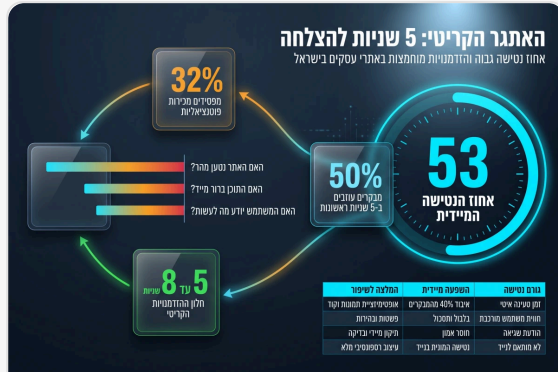 האתגר הקריטי: 5 שניות להצלחה
אחוז נטישה גבוה והזדמנויות מוחמצות באתרי עסקים בישראל
53
אחוז הנטישה
המיידית
50%
מבקרים עוזבים
ב-5 שניות ראשונות
32%
מפסידים מכירות
פוטנציאליות
האם האתר נטען מהר?
האם התוכן ברור מייד?
האם המשתמש יודע מה לעשות?
5 עד 8 שניות
חלון ההזדמנויות
הקריטי
גורם נטישה השפעה מיידית המלצה לשיפור
זמן טעינה איטי איבוד 40% מהמבקרים אופטימיזציית תמונות וקוד
חווית משתמש מורכבת בלבול ותסכול פשטות ובהירות
הודעת שגיאה חוסר אמון תיקון מיידי ובדיקה
לא מותאם לנייד נטישה המונית בנייד עיצוב רספונסיבי מלא